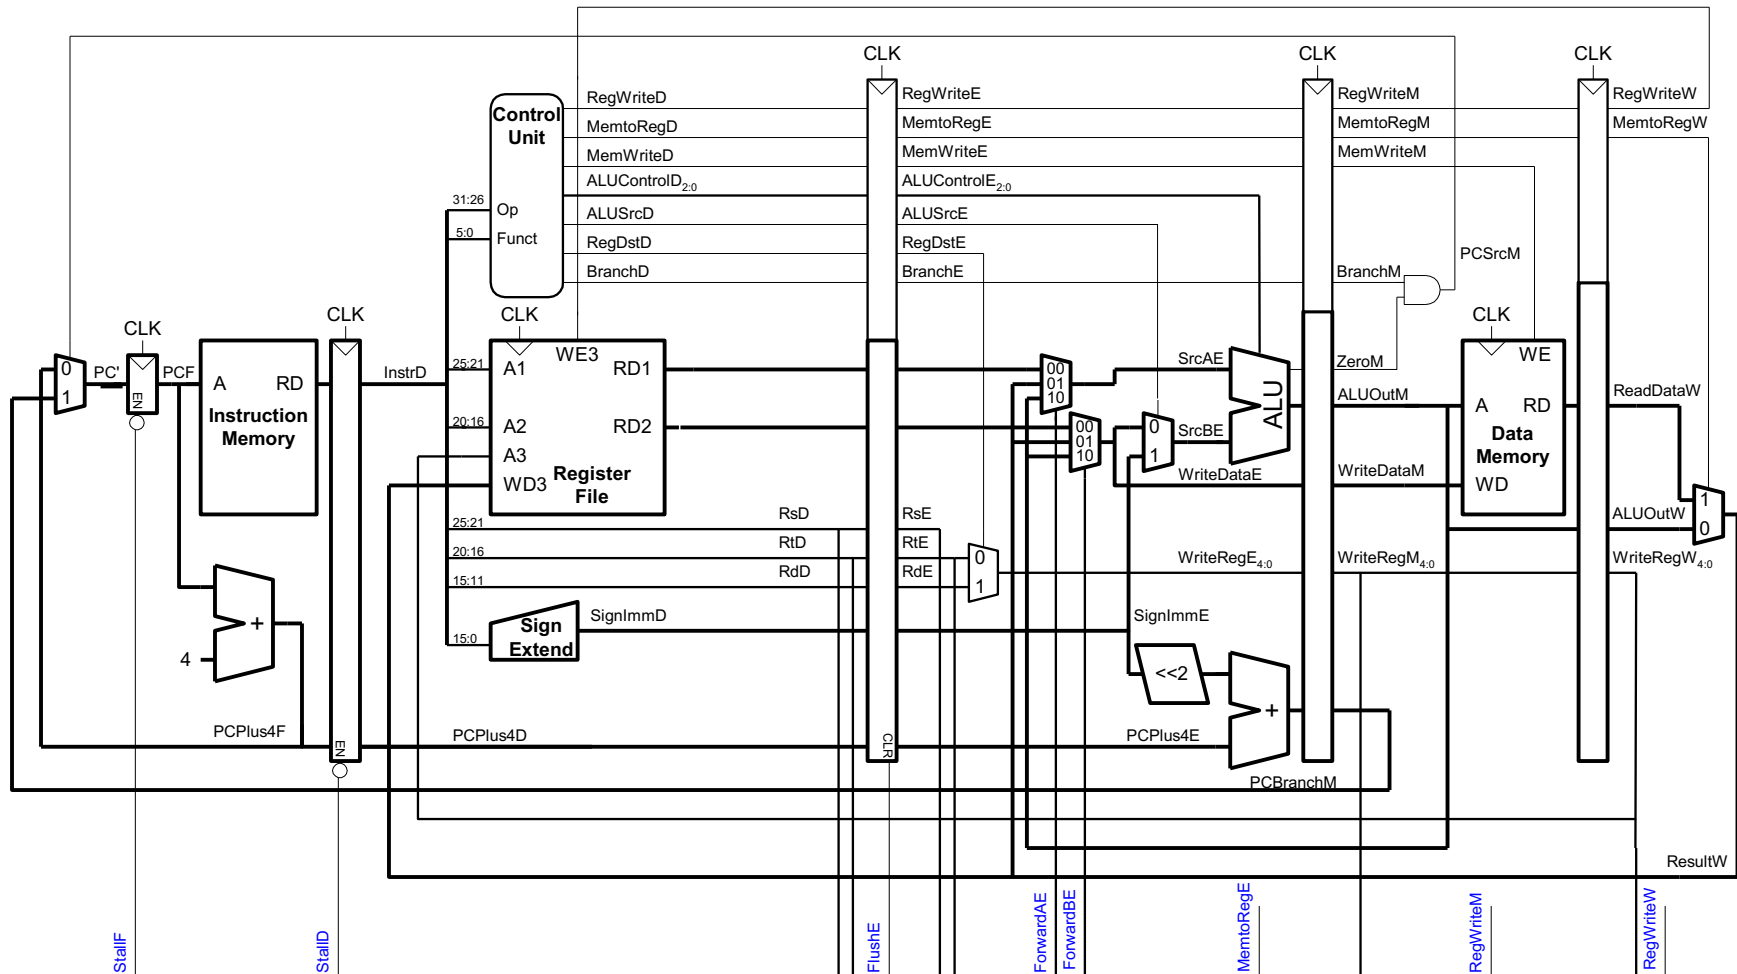 CLK
CLK
CLK
RegWriteD
RegWriteE
RegWriteM
RegWriteW
Control
Unit
MemtoRegD
MemtoRegE
MemtoRegM
MemtoRegW
MemWriteD
MemWriteE
MemWriteM
ALUControlD2:0
ALUControlE2:0
31:26
Op
ALUSrcD
ALUSrcE
5:0
Funct
RegDstD
RegDstE
PCSrcM
BranchD
BranchE
BranchM
CLK
CLK
CLK
CLK
WE3
WE
0
1
PC'
EN
PCF
A
RD
Instruction
Memory
InstrD
25:21
A1
RD1
00
01
10
SrcAE
ZeroM
ALU
ALUOutM
A
RD
ReadDataW
20:16
A2
RD2
00
01
10
0
1
SrcBE
Data
Memory
A3
WD3
Register
File
WriteDataE
WriteDataM
WD
1
0
25:21
RsD
RsE
ALUOutW
20:16
RtD
RtE
0
1
WriteRegE4:0
WriteRegM4:0
WriteRegW4:0
15:11
RdD
RdE
+
4
15:0
Sign
Extend
SignImmD
SignImmE
<<2
+
PCPlus4F
EN
PCPlus4D
CLR
PCPlus4E
PCBranchM
ResultW
StallF
StallD
FlushE
ForwardAE
ForwardBE
MemtoRegE
RegWriteM
RegWriteW